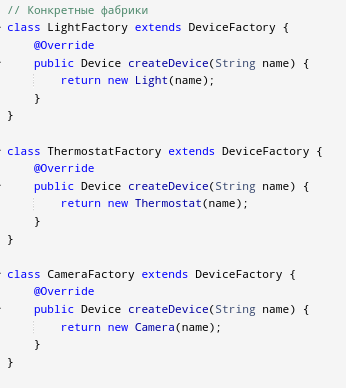 // Конкретные фабрики
class LightFactory extends DeviceFactory {
    @Override
    public Device createDevice(String name) {
        return new Light(name);
    }
}

class ThermostatFactory extends DeviceFactory {
    @Override
    public Device createDevice(String name) {
        return new Thermostat(name);
    }
}

class CameraFactory extends DeviceFactory {
    @Override
    public Device createDevice(String name) {
        return new Camera(name);
    }
}